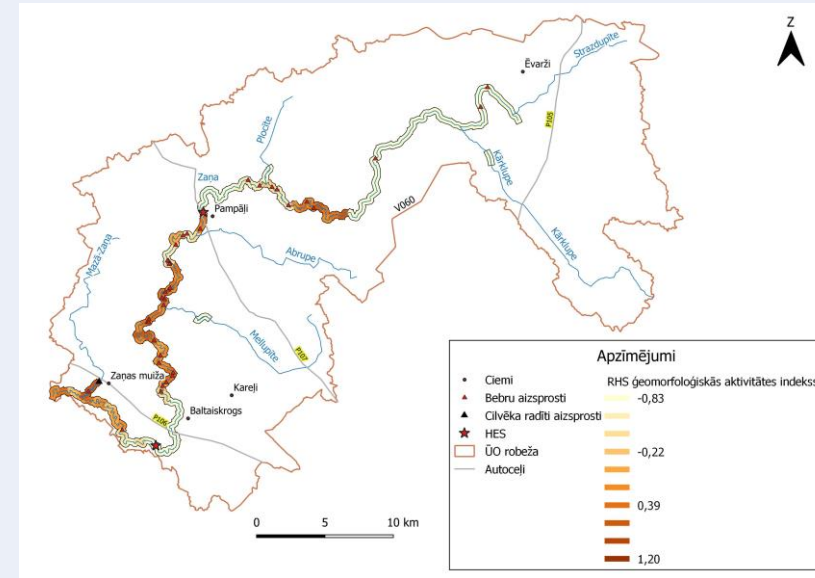 Z
Ēvarži
Strazdupīte
P105
Plocīte
Kārklupe
Zaņa
V060
Pampāļi
Mazā-Zaņa
Abrupe
Kārklupe
Mellupīte
P107
Zaņas muiža
Kareļi
P106
Baltaiskrogs
0 5 10 km
Apzīmējumi
Ciemi
Bebru aizsprosti
Cilvēka radīti aizsprosti
HES
ŪO robeža
Autoceļi
RHS ģeomorfoloģiskās aktivitātes indekss
-0,83
-0,22
0,39
1,20